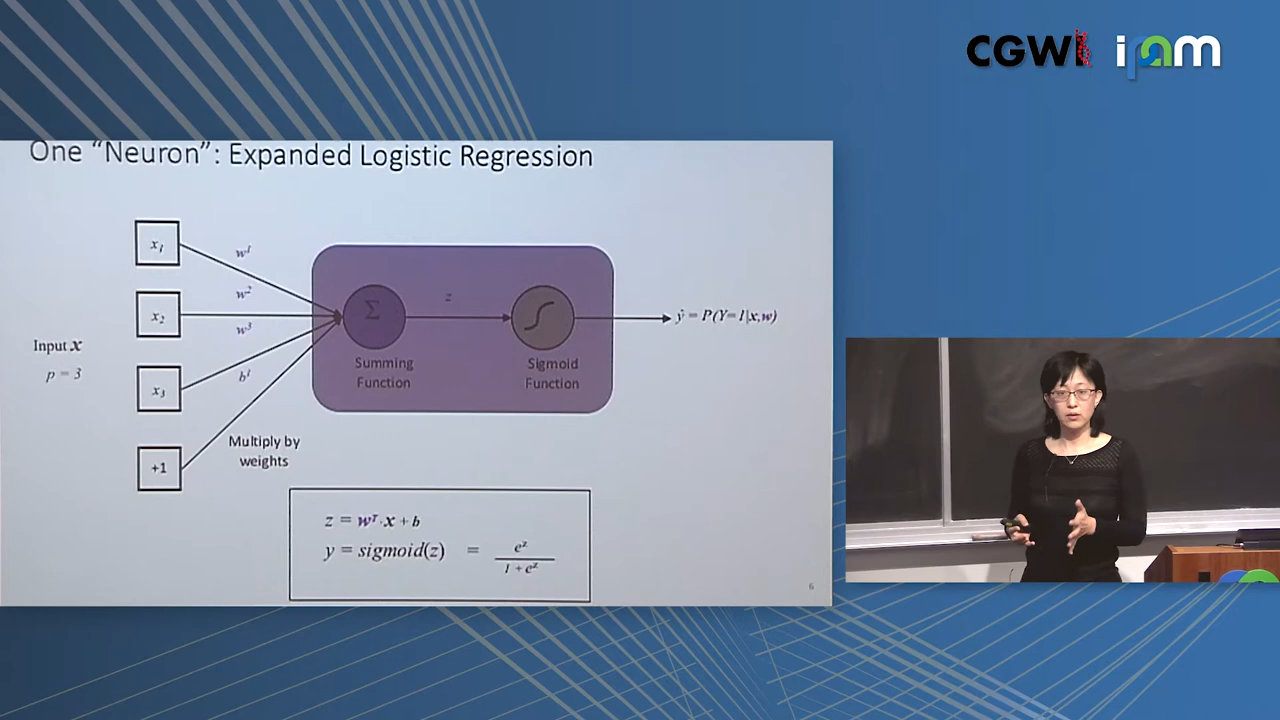 CGWI ipam
One “Neuron”: Expanded Logistic Regression
x1
w1
x2
w2
w3
x3
b1
+1
Input x
p = 3
Multiply by
weights
Σ
z
Summing
Function
Sigmoid
Function
ŷ = P(Y=1|x,w)
z = wT·x + b
y = sigmoid(z) = ez / 1 + ez
6